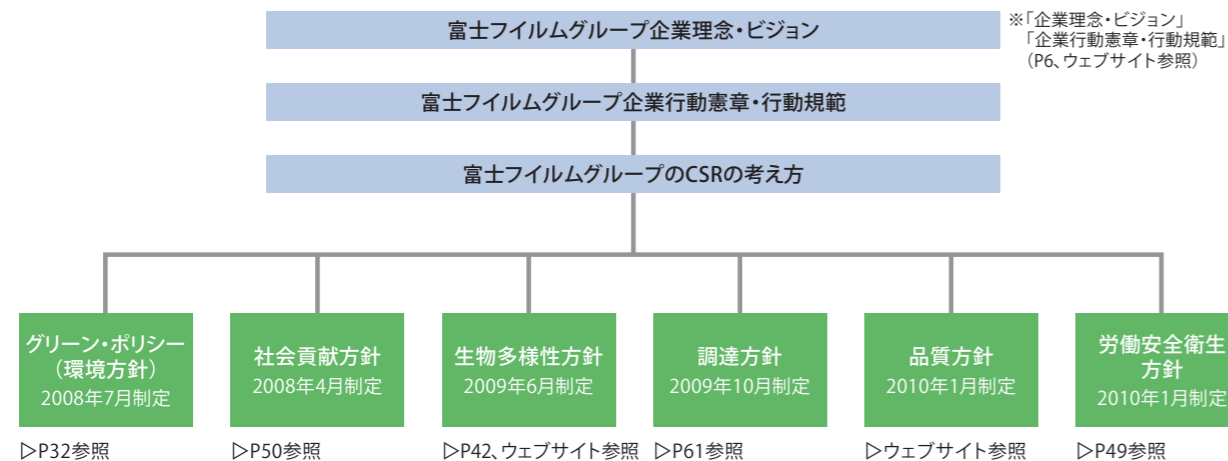 富士フイルムグループ企業理念・ビジョン
※「企業理念・ビジョン」
「企業行動憲章・行動規範」
（P6、ウェブサイト参照）
富士フイルムグループ企業行動憲章・行動規範
富士フイルムグループのCSRの考え方
グリーン・ポリシー
（環境方針）
2008年7月制定
▷P32参照
社会貢献方針
2008年4月制定
▷P50参照
生物多様性方針
2009年6月制定
▷P42、ウェブサイト参照
調達方針
2009年10月制定
▷P61参照
品質方針
2010年1月制定
▷ウェブサイト参照
労働安全衛生
方針
2010年1月制定
▷P49参照